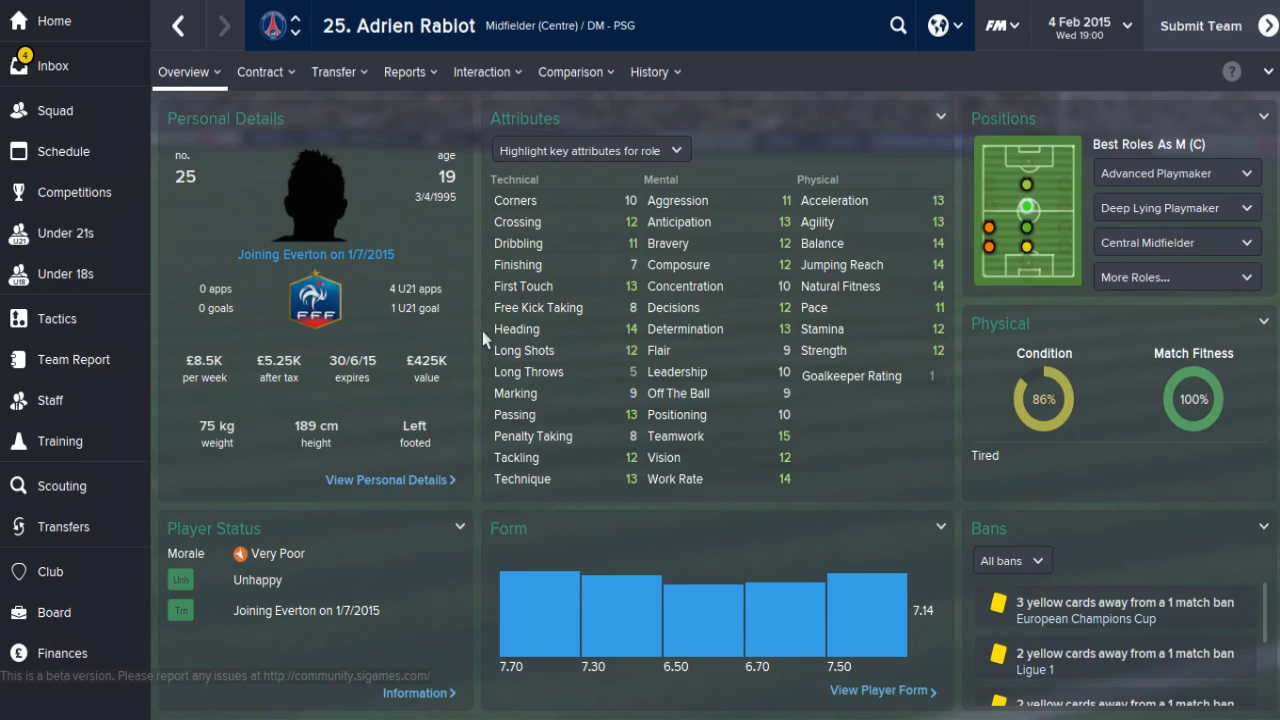 Home
Inbox
4
Squad
Schedule
Competitions
Under 21s
U21
Under 18s
U18
Tactics
Team Report
Staff
Training
Scouting
Transfers
Club
Board
Finances
This is a beta version. Please report any issues at http://community.sigames.com/
25. Adrien Rabiot Midfielder (Centre) / DM - PSG
FM
4 Feb 2015
Wed 19:00
Submit Team
Overview Contract Transfer Reports Interaction Comparison History
?
Personal Details
no.
25
age
19
3/4/1995
Joining Everton on 1/7/2015
0 apps
0 goals
FFF
4 U21 apps
1 U21 goal
£8.5K £5.25K 30/6/15 £425K
per week after tax expires value
75 kg 189 cm Left
weight height footed
View Personal Details
Attributes
Highlight key attributes for role
Technical Mental Physical
Corners 10 Aggression 11 Acceleration 13
Crossing 12 Anticipation 13 Agility 13
Dribbling 11 Bravery 12 Balance 14
Finishing 7 Composure 12 Jumping Reach 14
First Touch 13 Concentration 10 Natural Fitness 14
Free Kick Taking 8 Decisions 12 Pace 11
Heading 14 Determination 13 Stamina 12
Long Shots 12 Flair 9 Strength 12
Long Throws 5 Leadership 10 Goalkeeper Rating 1
Marking 9 Off The Ball 9
Passing 13 Positioning 10
Penalty Taking 8 Teamwork 15
Tackling 12 Vision 12
Technique 13 Work Rate 14
Positions
Best Roles As M (C)
Advanced Playmaker
Deep Lying Playmaker
Central Midfielder
More Roles...
Physical
Condition Match Fitness
86% 100%
Tired
Player Status
Morale Very Poor
Unh Unhappy
Trn Joining Everton on 1/7/2015
Information
Form
7.14
7.70 7.30 6.50 6.70 7.50
View Player Form
Bans
All bans
3 yellow cards away from a 1 match ban
European Champions Cup
2 yellow cards away from a 1 match ban
Ligue 1
2 yellow cards away from a 1 match ban